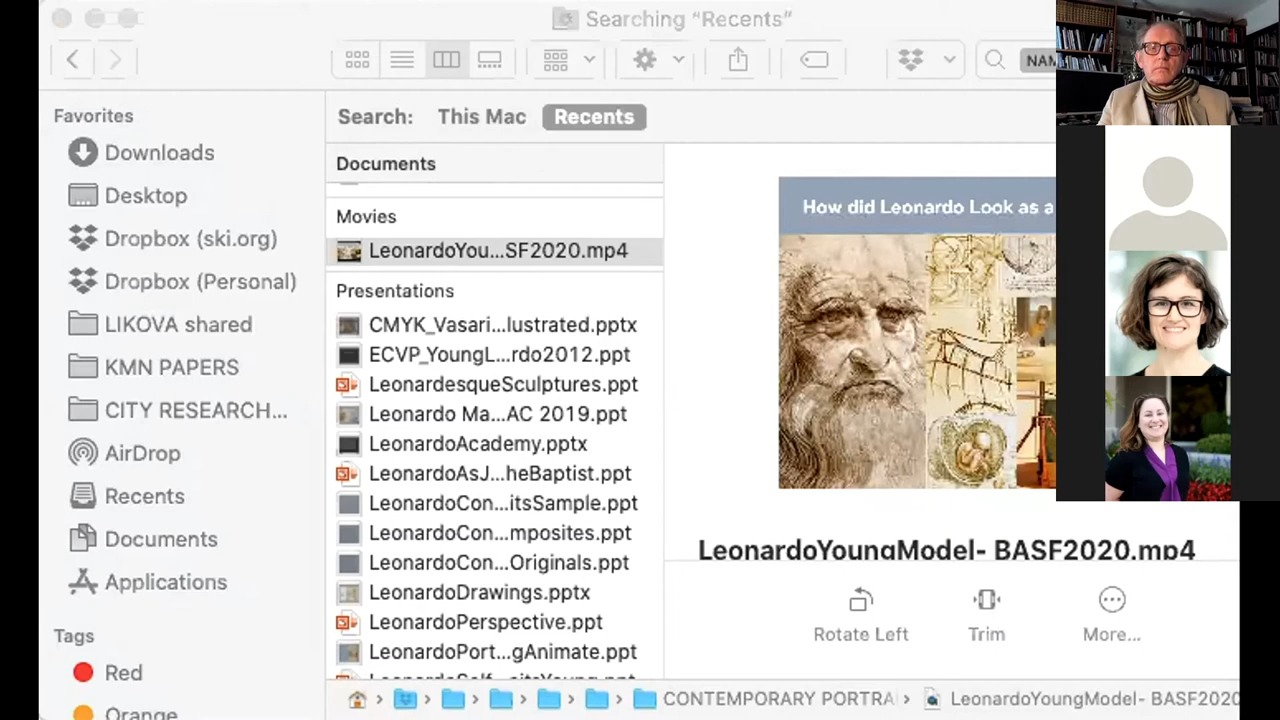 Searching “Recents”
NAM
Favorites
Downloads
Desktop
Dropbox (ski.org)
Dropbox (Personal)
LIKOVA shared
KMN PAPERS
CITY RESEARCH...
AirDrop
Recents
Documents
Applications
Tags
Red
Orange
Search: This Mac Recents
Documents
Movies
LeonardoYou...SF2020.mp4
Presentations
CMYK_Vasari...lustrated.pptx
ECVP_YoungL...rdo2012.ppt
LeonardesqueSculptures.ppt
Leonardo Ma...AC 2019.ppt
LeonardoAcademy.pptx
LeonardoAsJ...heBaptist.ppt
LeonardoCon...itsSample.ppt
LeonardoCon...mposites.ppt
LeonardoCon...Originals.ppt
LeonardoDrawings.pptx
LeonardoPerspective.ppt
LeonardoPort...gAnimate.ppt
How did Leonardo Look as a
LeonardoYoungModel- BASF2020.mp4
Rotate Left
Trim
More...
CONTEMPORARY PORTRA
LeonardoYoungModel- BASF2020